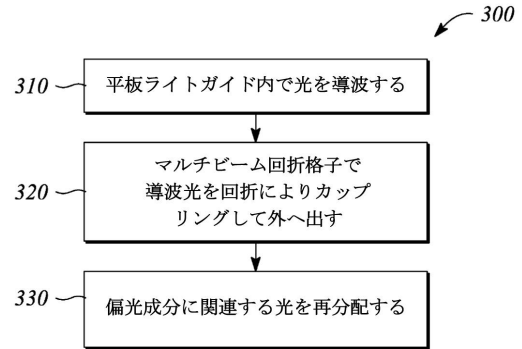 300
310
平板ライトガイド内で光を導波する
320
マルチビーム回折格子で
導波光を回折によりカップ
リングして外へ出す
330
偏光成分に関連する光を再分配する